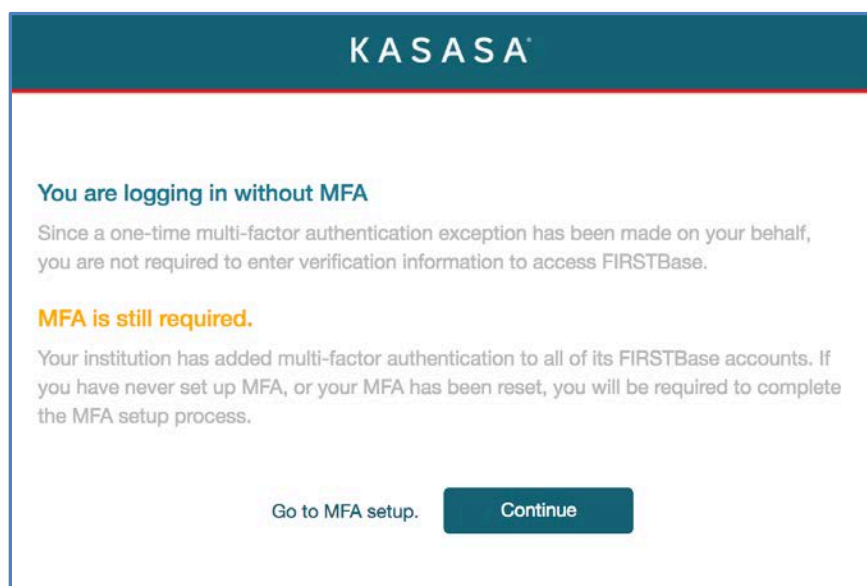 KASASA®
You are logging in without MFA
Since a one-time multi-factor authentication exception has been made on your behalf,
you are not required to enter verification information to access FIRSTBase.
MFA is still required.
Your institution has added multi-factor authentication to all of its FIRSTBase accounts. If
you have never set up MFA, or your MFA has been reset, you will be required to complete
the MFA setup process.
Go to MFA setup. Continue